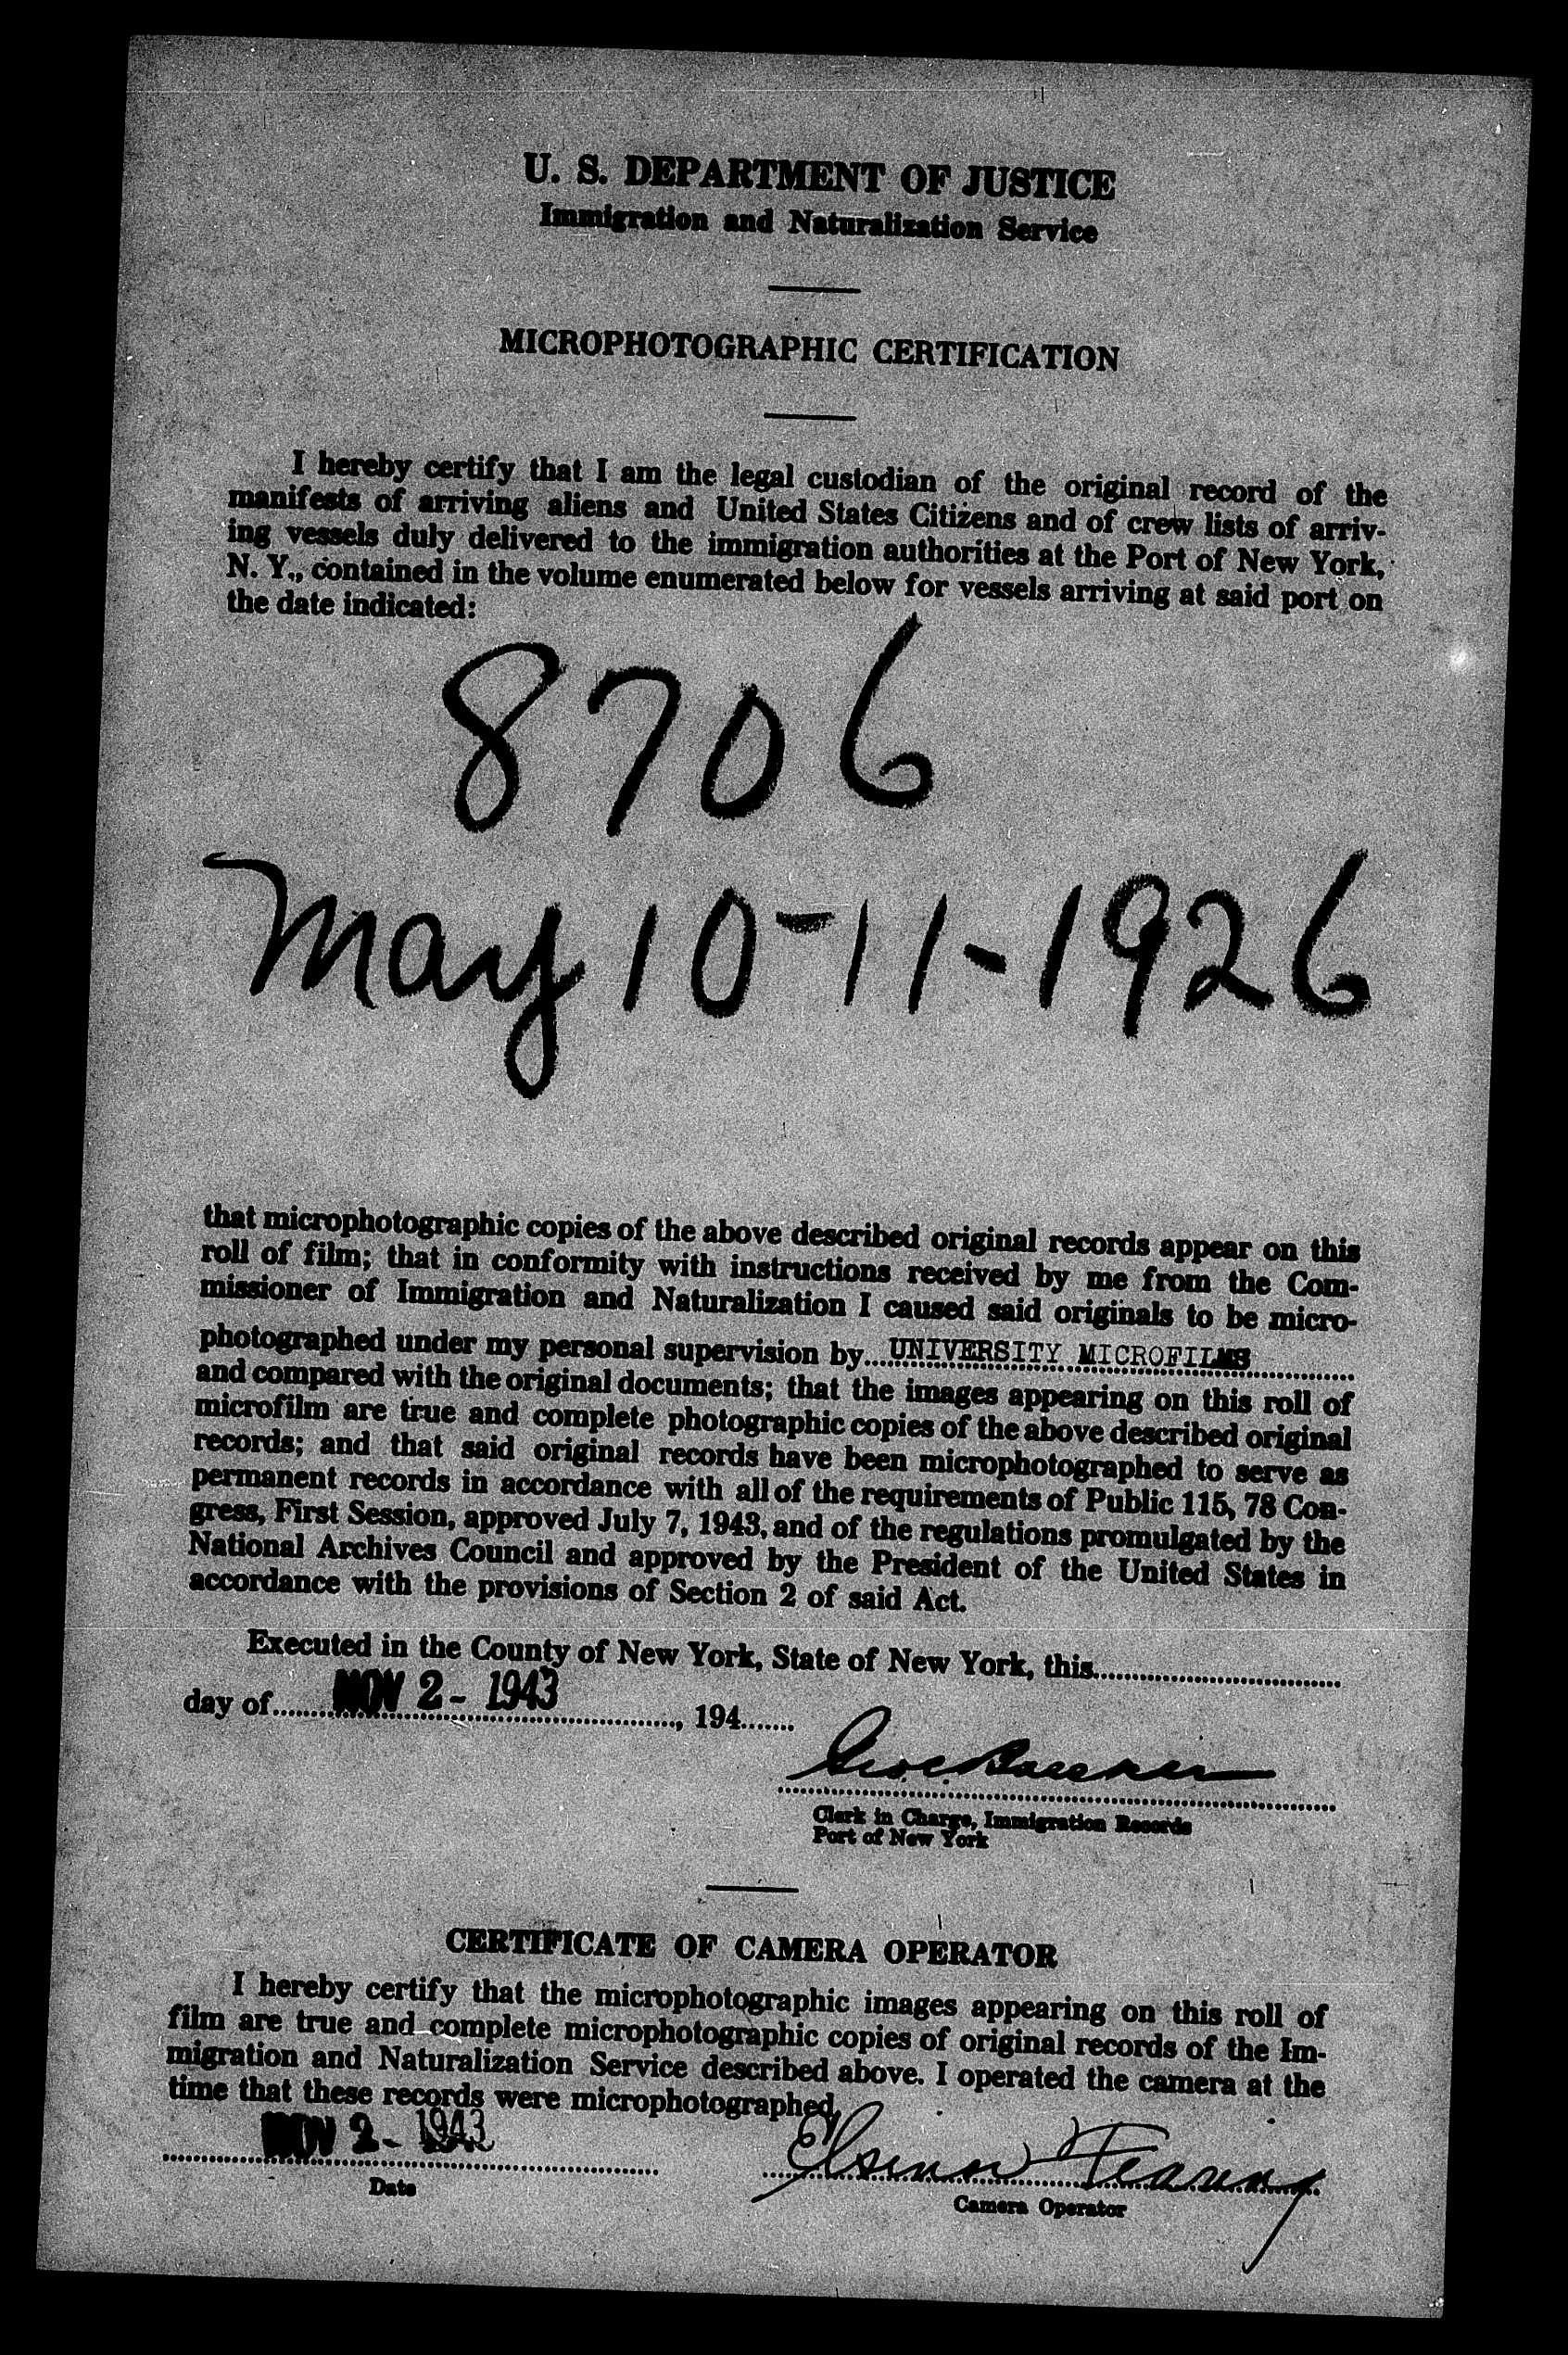 U. S. DEPARTMENT OF JUSTICE
Immigration and Naturalization Service
MICROPHOTOGRAPHIC CERTIFICATION
I hereby certify that I am the legal custodian of the original record of the
manifests of arriving aliens and United States Citizens and of crew lists of arriv-
ing vessels duly delivered to the immigration authorities at the Port of New York,
N. Y., contained in the volume enumerated below for vessels arriving at said port on
the date indicated:
8706
May 10-11-1926
that microphotographic copies of the above described original records appear on this
roll of film; that in conformity with instructions received by me from the Com-
missioner of Immigration and Naturalization I caused said originals to be micro-
photographed under my personal supervision by....UNIVERSITY MICROFILMS..........
and compared with the original documents; that the images appearing on this roll of
microfilm are true and complete photographic copies of the above described original
records; and that said original records have been microphotographed to serve as
permanent records in accordance with all of the requirements of Public 115, 78 Con-
gress, First Session, approved July 7, 1943, and of the regulations promulgated by the
National Archives Council and approved by the President of the United States in
accordance with the provisions of Section 2 of said Act.
Executed in the County of New York, State of New York, this..............................
day of.......NOV 2 - 1943..............., 194.......
Clerk in Charge, Immigration Records
Port of New York
CERTIFICATE OF CAMERA OPERATOR
I hereby certify that the microphotographic images appearing on this roll of
film are true and complete microphotographic copies of original records of the Im-
migration and Naturalization Service described above. I operated the camera at the
time that these records were microphotographed.
NOV 2 - 1943
Date
Camera Operator